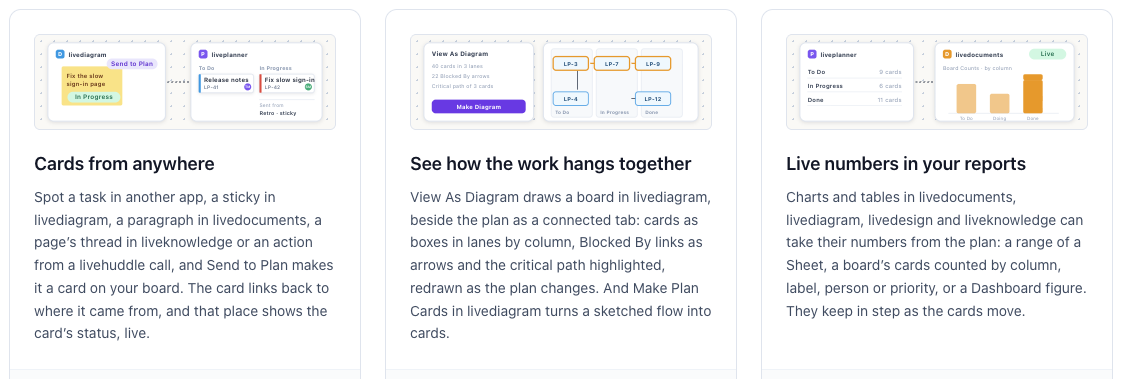 livediagram
Send to Plan
Fix the slow
sign-in page
In Progress
liveplanner
To Do
In Progress
Release notes
LP-41
Fix slow sign-in
LP-42
Sent from
Retro · sticky
Cards from anywhere
Spot a task in another app, a sticky in
livediagram, a paragraph in livedocuments, a
page's thread in liveknowledge or an action
from a livehuddle call, and Send to Plan makes
it a card on your board. The card links back to
where it came from, and that place shows the
card's status, live.
View As Diagram
40 cards in 3 lanes
22 Blocked By arrows
Critical path of 3 cards
Make Diagram
LP-3
LP-7
LP-9
LP-4
LP-12
To Do
In Progress
Done
See how the work hangs together
View As Diagram draws a board in livediagram,
beside the plan as a connected tab: cards as
boxes in lanes by column, Blocked By links as
arrows and the critical path highlighted,
redrawn as the plan changes. And Make Plan
Cards in livediagram turns a sketched flow into
cards.
P
liveplanner
To Do
9 cards
In Progress
6 cards
Done
11 cards
D
livedocuments
Live
Board Counts · by column
To Do
Doing
Done
Live numbers in your reports
Charts and tables in livedocuments,
livediagram, livedesign and liveknowledge can
take their numbers from the plan: a range of a
Sheet, a board's cards counted by column,
label, person or priority, or a Dashboard figure.
They keep in step as the cards move.